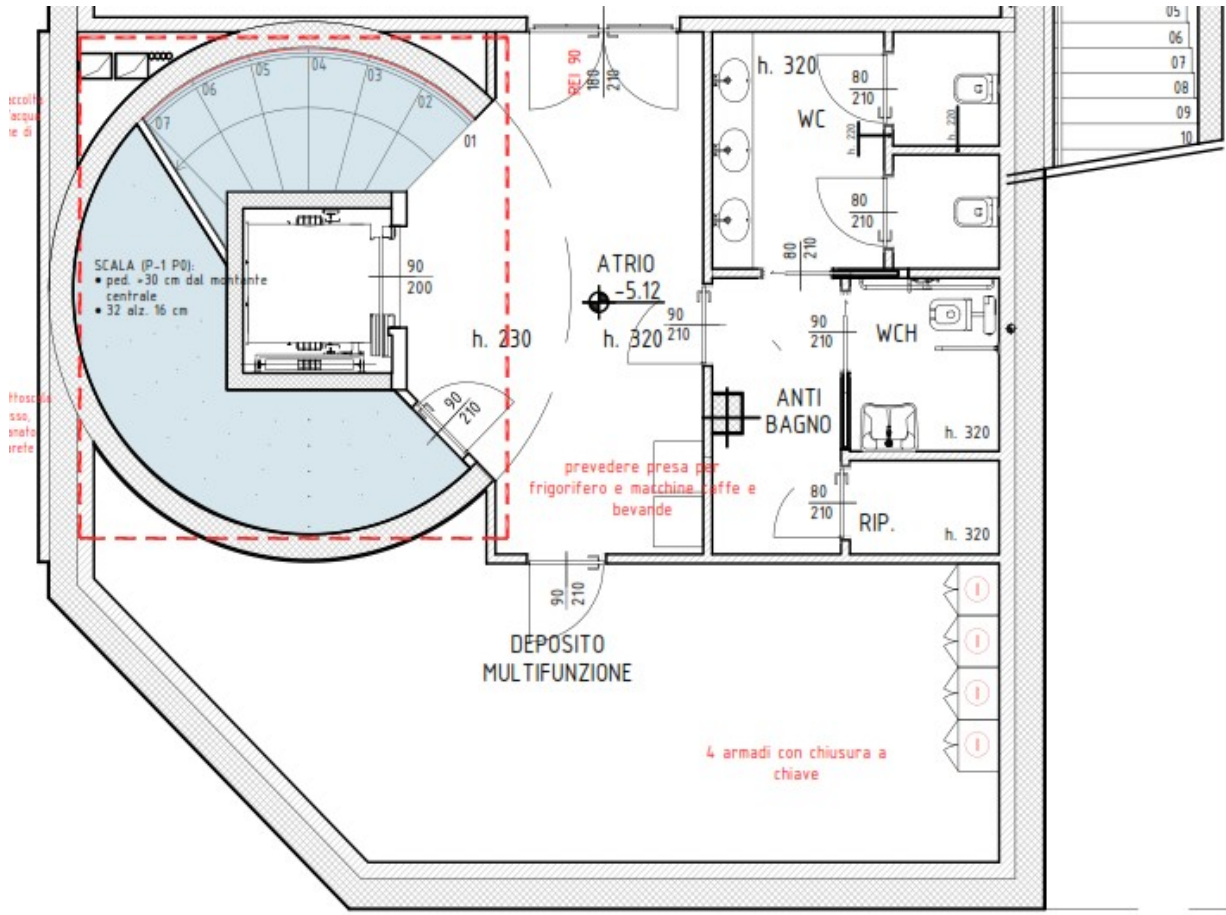 05
06
07
08
09
10
REI 90
180
210
h. 320
WC
80
210
h. 220
h. 220
80
210
80
210
07
06
05
04
03
02
01
SCALA (P-1 P0):
• ped. +30 cm dal montante
centrale
• 32 alz. 16 cm
90
200
ATRIO
-5.12
h. 230
h. 320
90
210
90
210
WCH
h. 320
ANTI
BAGNO
90
210
prevedere presa per
frigorifero e macchine caffe e
bevande
80
210
RIP.
h. 320
90
210
DEPOSITO
MULTIFUNZIONE
4 armadi con chiusura a
chiave